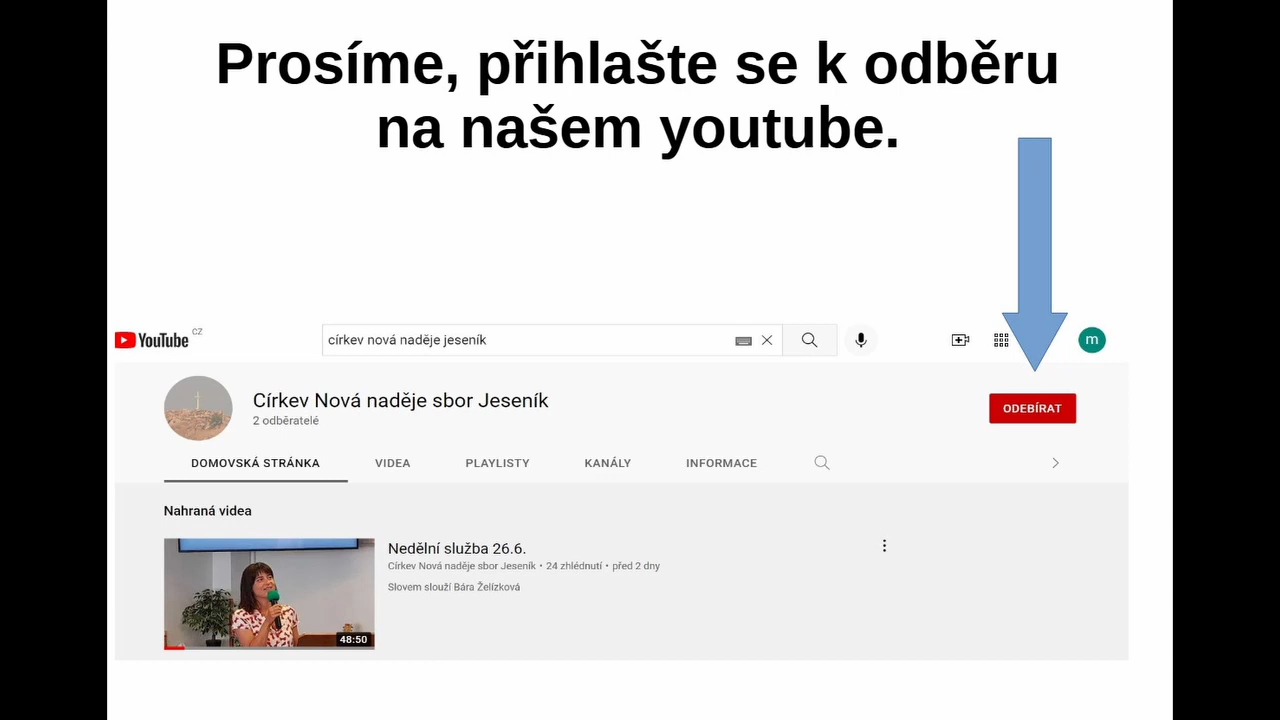 Prosíme, přihlašte se k odběru
na našem youtube.
YouTube CZ
církev nová naděje jeseník
m
Církev Nová naděje sbor Jeseník
2 odběratelé
ODEBÍRAT
DOMOVSKÁ STRÁNKA VIDEA PLAYLISTY KANÁLY INFORMACE
Nahraná videa
Nedělní služba 26.6.
Církev Nová naděje sbor Jeseník • 24 zhlédnutí • před 2 dny
Slovem slouží Bára Želízková
48:50